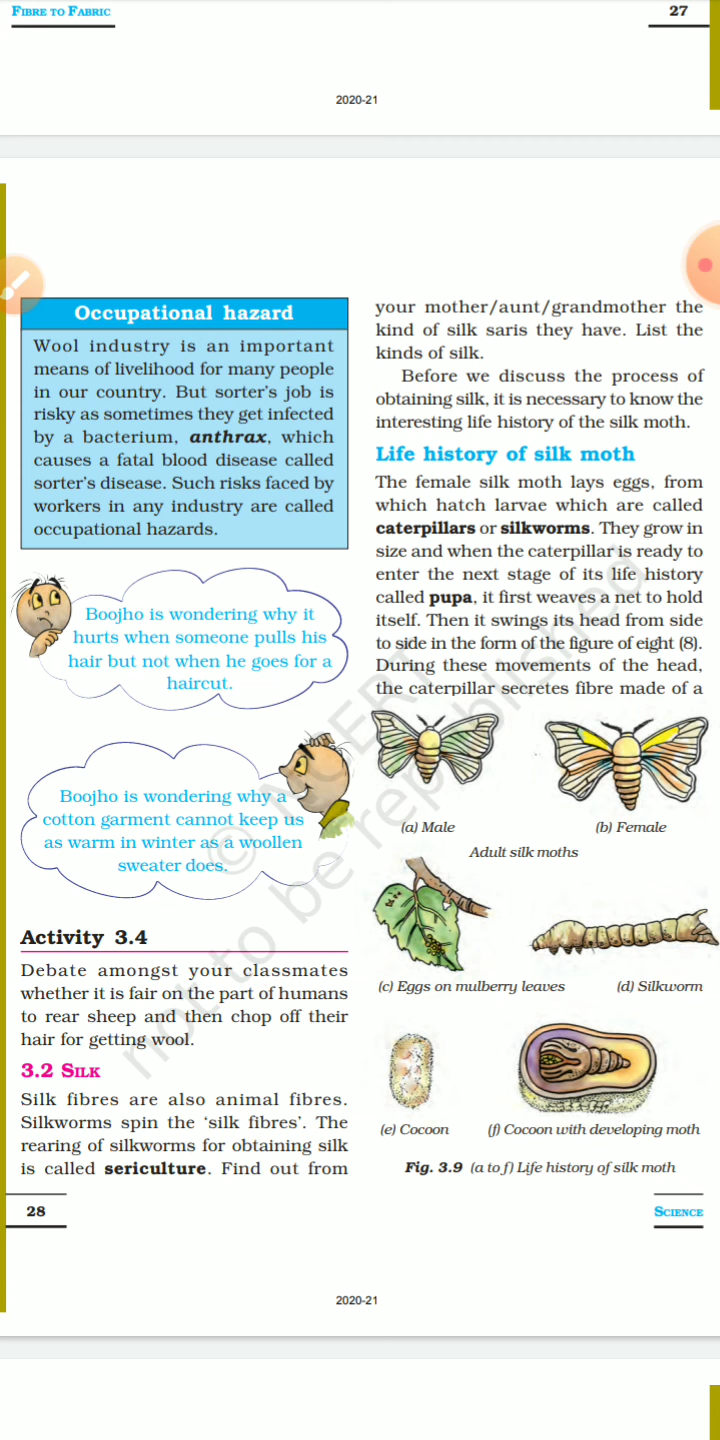 FIBRE TO FABRIC
27
2020-21
Occupational hazard
Wool industry is an important
means of livelihood for many people
in our country. But sorter's job is
risky as sometimes they get infected
by a bacterium, anthrax, which
causes a fatal blood disease called
sorter's disease. Such risks faced by
workers in any industry are called
occupational hazards.
Boojho is wondering why it
hurts when someone pulls his
hair but not when he goes for a
haircut.
Boojho is wondering why a
cotton garment cannot keep us
as warm in winter as a woollen
sweater does.
Activity 3.4
Debate amongst your classmates
whether it is fair on the part of humans
to rear sheep and then chop off their
hair for getting wool.
3.2 SILK
Silk fibres are also animal fibres.
Silkworms spin the ‘silk fibres’. The
rearing of silkworms for obtaining silk
is called sericulture. Find out from
your mother/aunt/grandmother the
kind of silk saris they have. List the
kinds of silk.
Before we discuss the process of
obtaining silk, it is necessary to know the
interesting life history of the silk moth.
Life history of silk moth
The female silk moth lays eggs, from
which hatch larvae which are called
caterpillars or silkworms. They grow in
size and when the caterpillar is ready to
enter the next stage of its life history
called pupa, it first weaves a net to hold
itself. Then it swings its head from side
to side in the form of the figure of eight (8).
During these movements of the head,
the caterpillar secretes fibre made of a
(a) Male
(b) Female
Adult silk moths
(c) Eggs on mulberry leaves
(d) Silkworm
(e) Cocoon
(f) Cocoon with developing moth
Fig. 3.9 (a to f) Life history of silk moth
© NCERT
not to be republished
28
SCIENCE
2020-21